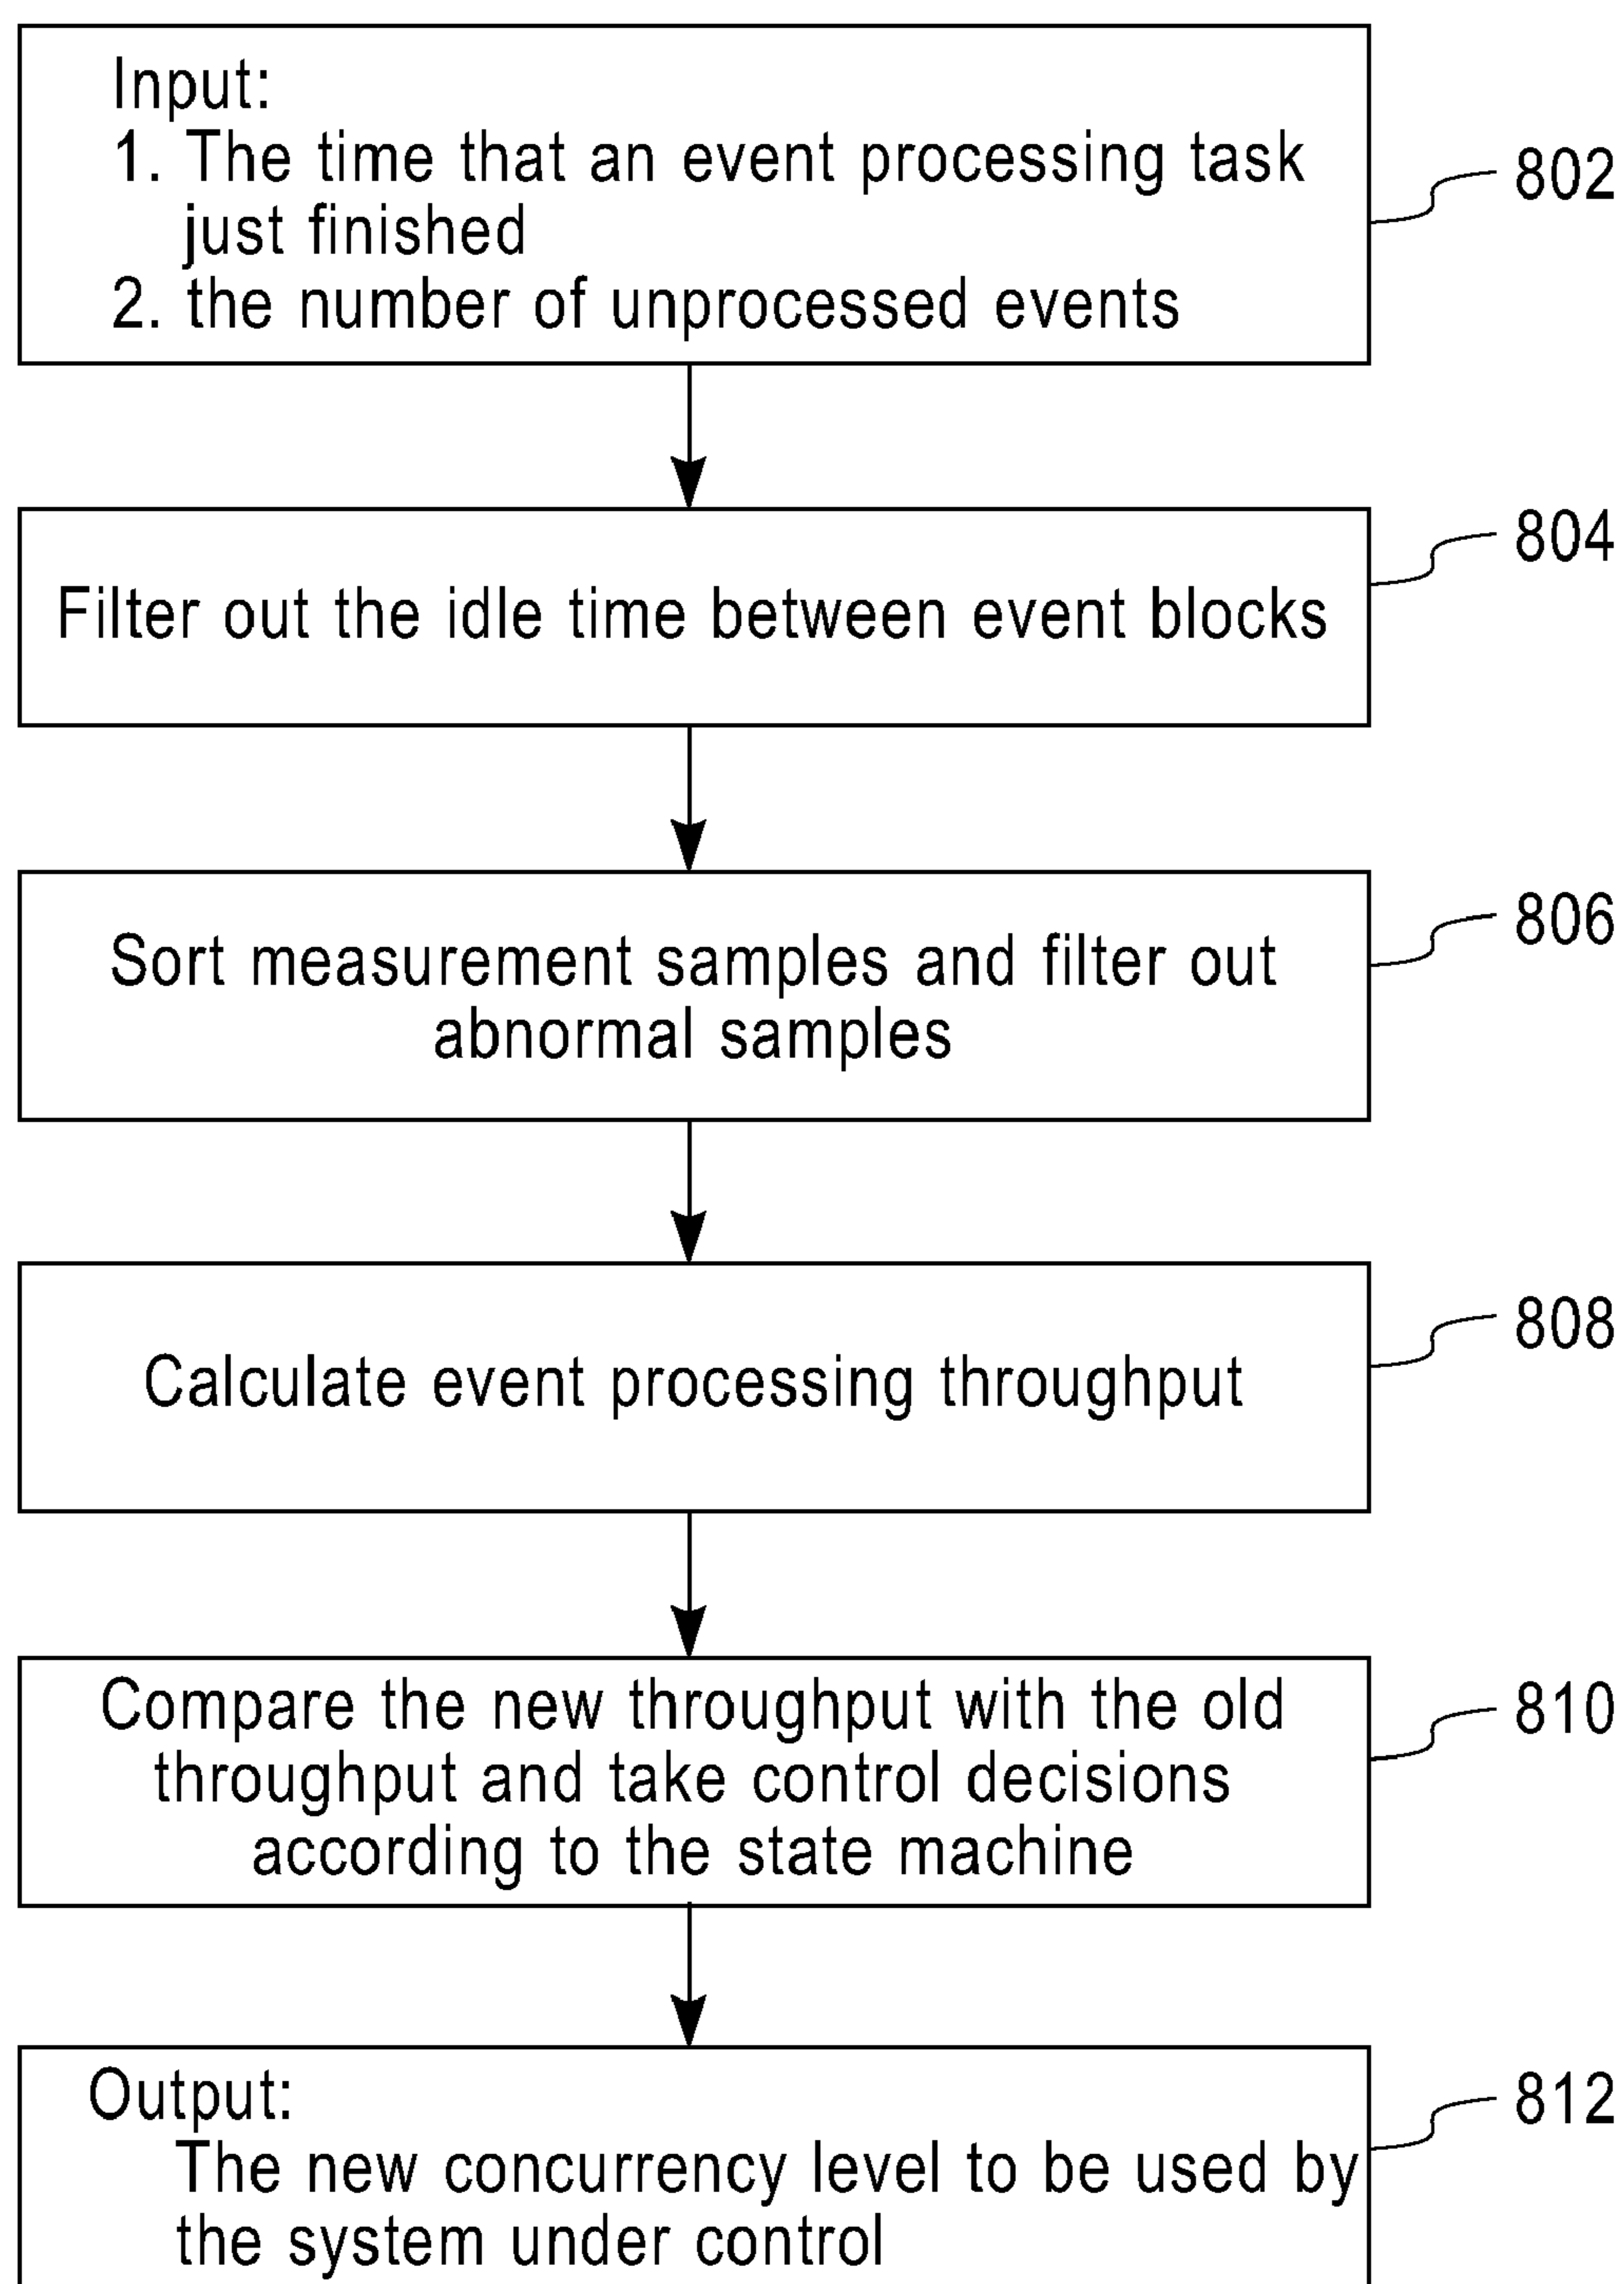 Input:
1. The time that an event processing task
just finished
2. the number of unprocessed events
802
Filter out the idle time between event blocks
804
Sort measurement samples and filter out
abnormal samples
806
Calculate event processing throughput
808
Compare the new throughput with the old
throughput and take control decisions
according to the state machine
810
Output:
The new concurrency level to be used by
the system under control
812